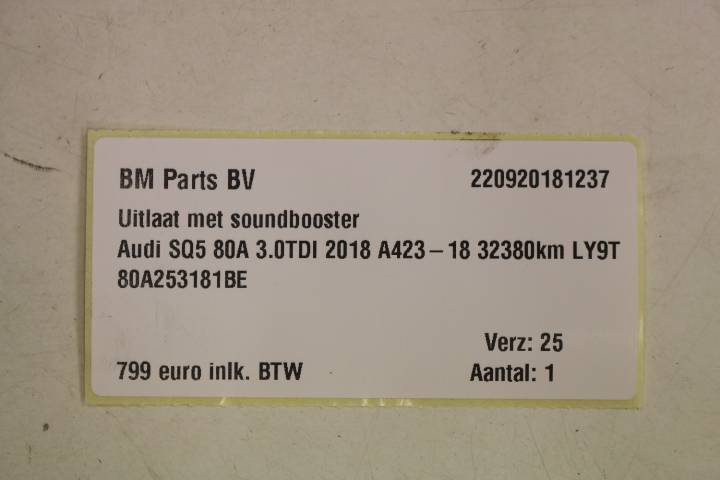 BM Parts BV 220920181237
Uitlaat met soundbooster
Audi SQ5 80A 3.0TDI 2018 A423 – 18 32380km LY9T
80A253181BE
Verz: 25
799 euro inlk. BTW Aantal: 1